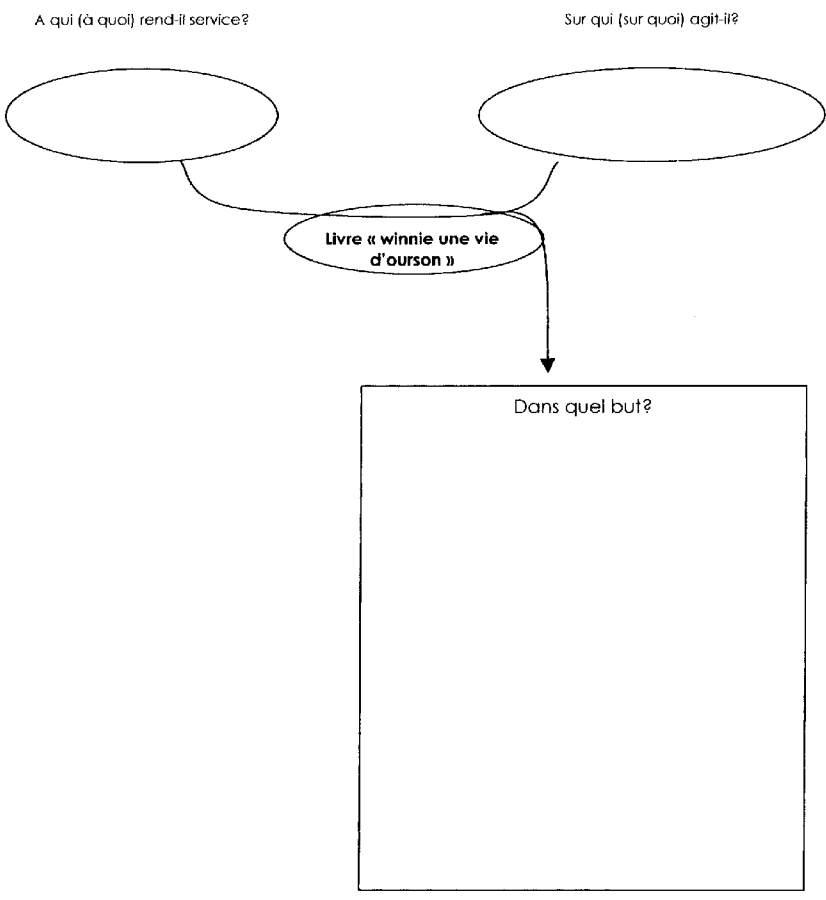 A qui (à quoi) rend-il service?
Sur qui (sur quoi) agit-il?
Livre « winnie une vie
d'ourson »
Dans quel but?